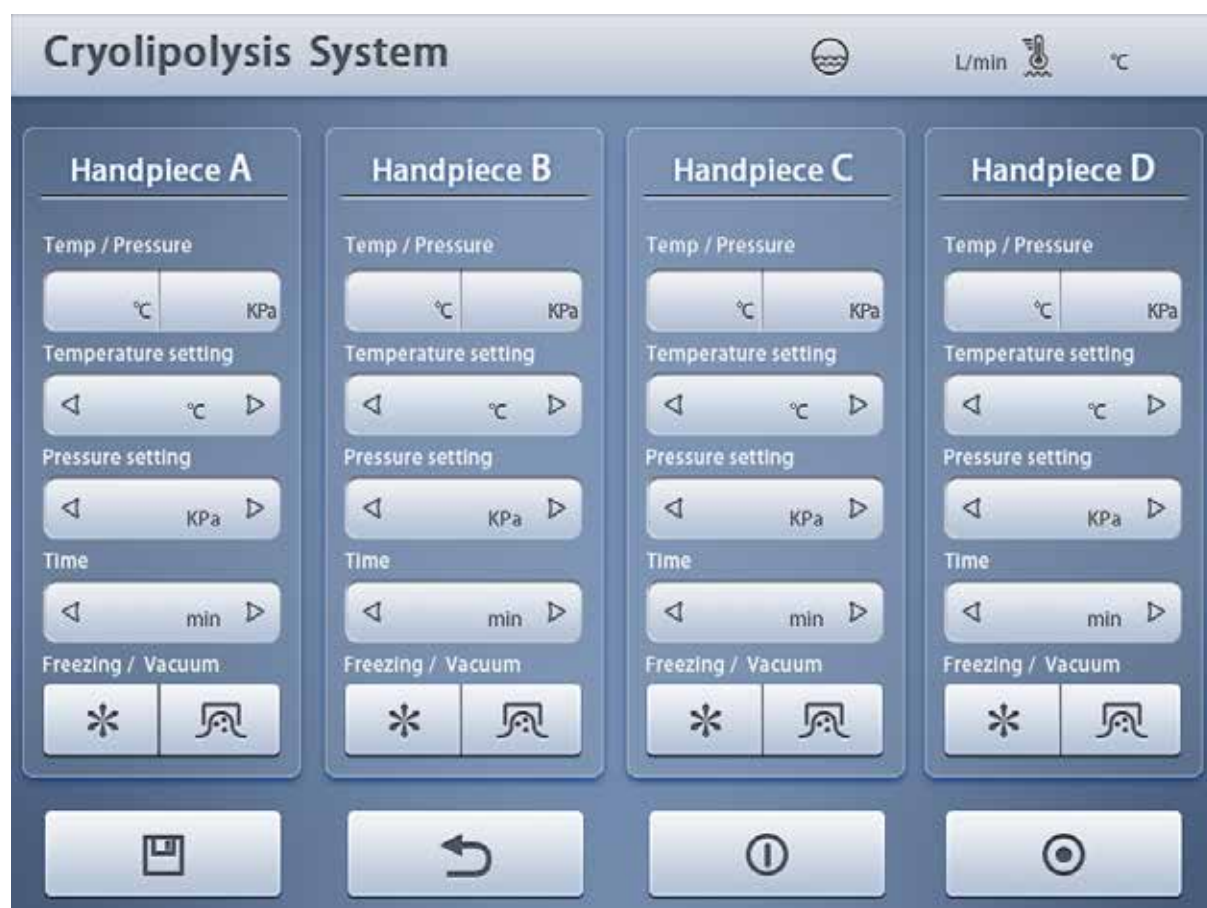 Cryolipolysis System L/min ℃
Handpiece A Handpiece B Handpiece C Handpiece D
Temp / Pressure Temp / Pressure Temp / Pressure Temp / Pressure
℃ KPa ℃ KPa ℃ KPa ℃ KPa
Temperature setting Temperature setting Temperature setting Temperature setting
℃ ℃ ℃ ℃
Pressure setting Pressure setting Pressure setting Pressure setting
KPa KPa KPa KPa
Time Time Time Time
min min min min
Freezing / Vacuum Freezing / Vacuum Freezing / Vacuum Freezing / Vacuum